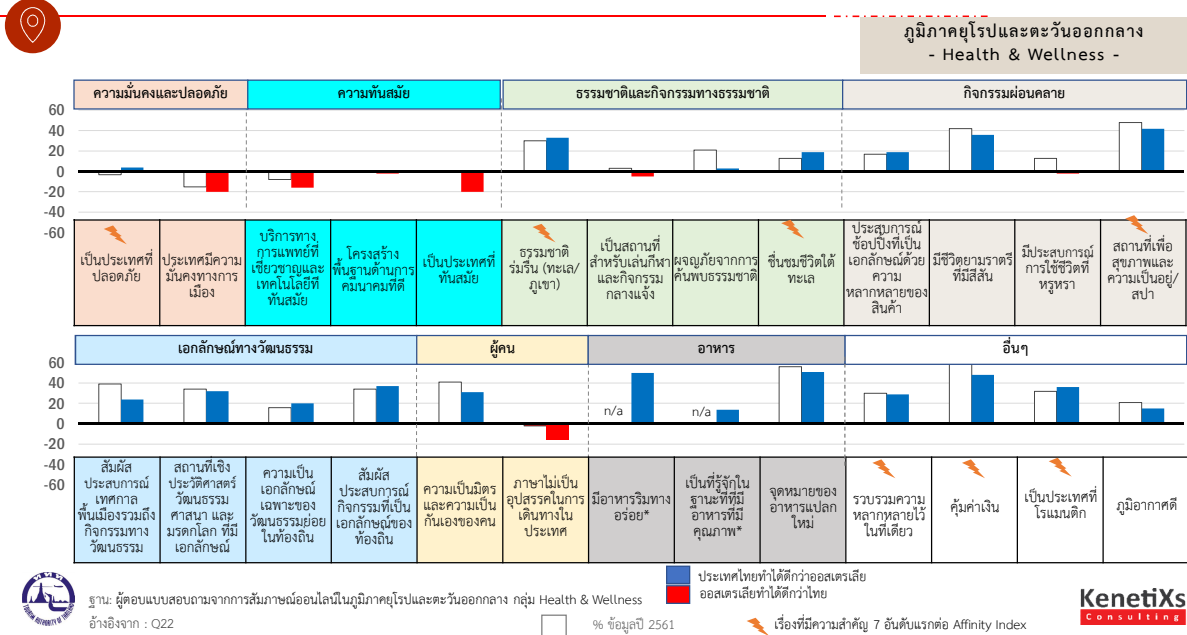 ภูมิภาคยุโรปและตะวันออกกลาง
- Health & Wellness -
ความมั่นคงและปลอดภัย
ความทันสมัย
ธรรมชาติและกิจกรรมทางธรรมชาติ
กิจกรรมผ่อนคลาย
60
40
20
0
-20
-40
-60
เป็นประเทศที่
ปลอดภัย
ประเทศมีความ
มั่นคงทางการ
เมือง
บริการทาง
การแพทย์ที่
เชี่ยวชาญและ
เทคโนโลยีที่
ทันสมัย
โครงสร้าง
พื้นฐานด้านการ
คมนาคมที่ดี
เป็นประเทศที่
ทันสมัย
ธรรมชาติ
ร่มรื่น (ทะเล/
ภูเขา)
เป็นสถานที่
สำหรับเล่นกีฬา
และกิจกรรม
กลางแจ้ง
ผจญภัยจากการ
ค้นพบธรรมชาติ
ชื่นชมชีวิตใต้
ทะเล
ประสบการณ์
ช้อปปิ้งที่เป็น
เอกลักษณ์ด้วย
ความ
หลากหลายของ
สินค้า
มีชีวิตยามราตรี
ที่มีสีสัน
มีประสบการณ์
การใช้ชีวิตที่
หรูหรา
สถานที่เพื่อ
สุขภาพและ
ความเป็นอยู่/
สปา
เอกลักษณ์ทางวัฒนธรรม
ผู้คน
อาหาร
อื่นๆ
60
40
20
0
-20
-40
-60
n/a
n/a
สัมผัส
ประสบการณ์
เทศกาล
พื้นเมืองรวมถึง
กิจกรรมทาง
วัฒนธรรม
สถานที่เชิง
ประวัติศาสตร์
วัฒนธรรม
ศาสนา และ
มรดกโลก ที่มี
เอกลักษณ์
ความเป็น
เอกลักษณ์
เฉพาะของ
วัฒนธรรมย่อย
ในท้องถิ่น
สัมผัส
ประสบการณ์
กิจกรรมที่เป็น
เอกลักษณ์ของ
ท้องถิ่น
ความเป็นมิตร
และความเป็น
กันเองของคน
ภาษาไม่เป็น
อุปสรรคในการ
เดินทางใน
ประเทศ
มีอาหารริมทาง
อร่อย*
เป็นที่รู้จักใน
ฐานะที่ที่มี
อาหารที่มี
คุณภาพ*
จุดหมายของ
อาหารแปลก
ใหม่
รวบรวมความ
หลากหลายไว้
ในที่เดียว
คุ้มค่าเงิน
เป็นประเทศที่
โรแมนติก
ภูมิอากาศดี
ประเทศไทยทำได้ดีกว่าออสเตรเลีย
ออสเตรเลียทำได้ดีกว่าไทย
ฐาน: ผู้ตอบแบบสอบถามจากการสัมภาษณ์ออนไลน์ในภูมิภาคยุโรปและตะวันออกกลาง กลุ่ม Health & Wellness
อ้างอิงจาก : Q22
% ข้อมูลปี 2561
เรื่องที่มีความสำคัญ 7 อันดับแรกต่อ Affinity Index
ททท
TOURISM AUTHORITY OF THAILAND
KenetiXs
Consulting